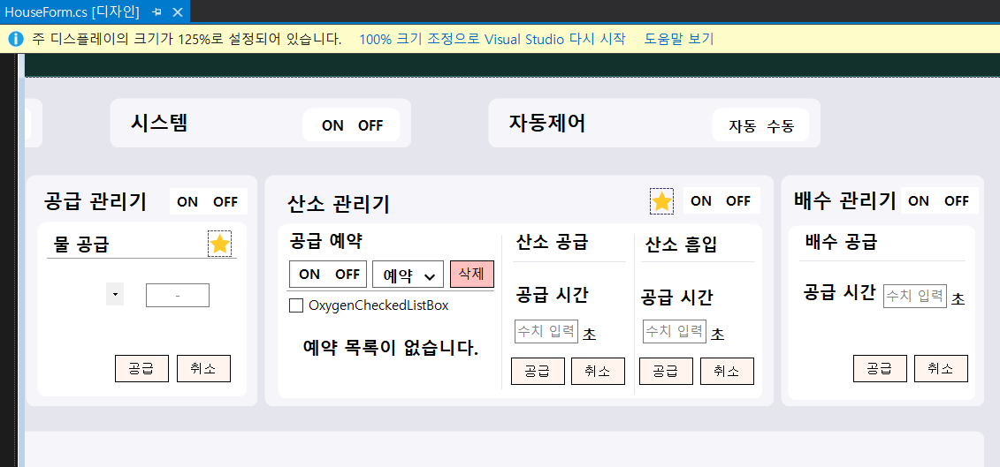 HouseForm.cs [디자인]
주 디스플레이의 크기가 125%로 설정되어 있습니다. 100% 크기 조정으로 Visual Studio 다시 시작 도움말 보기
시스템 ON OFF 자동제어 자동 수동
공급 관리기 ON OFF
물 공급
-
공급 취소
산소 관리기 ON OFF
공급 예약
ON OFF 예약 삭제
OxygenCheckedListBox
예약 목록이 없습니다.
산소 공급
공급 시간
수치 입력 초
공급 취소
산소 흡입
공급 시간
수치 입력 초
공급 취소
배수 관리기 ON OFF
배수 공급
공급 시간 수치 입력 초
공급 취소